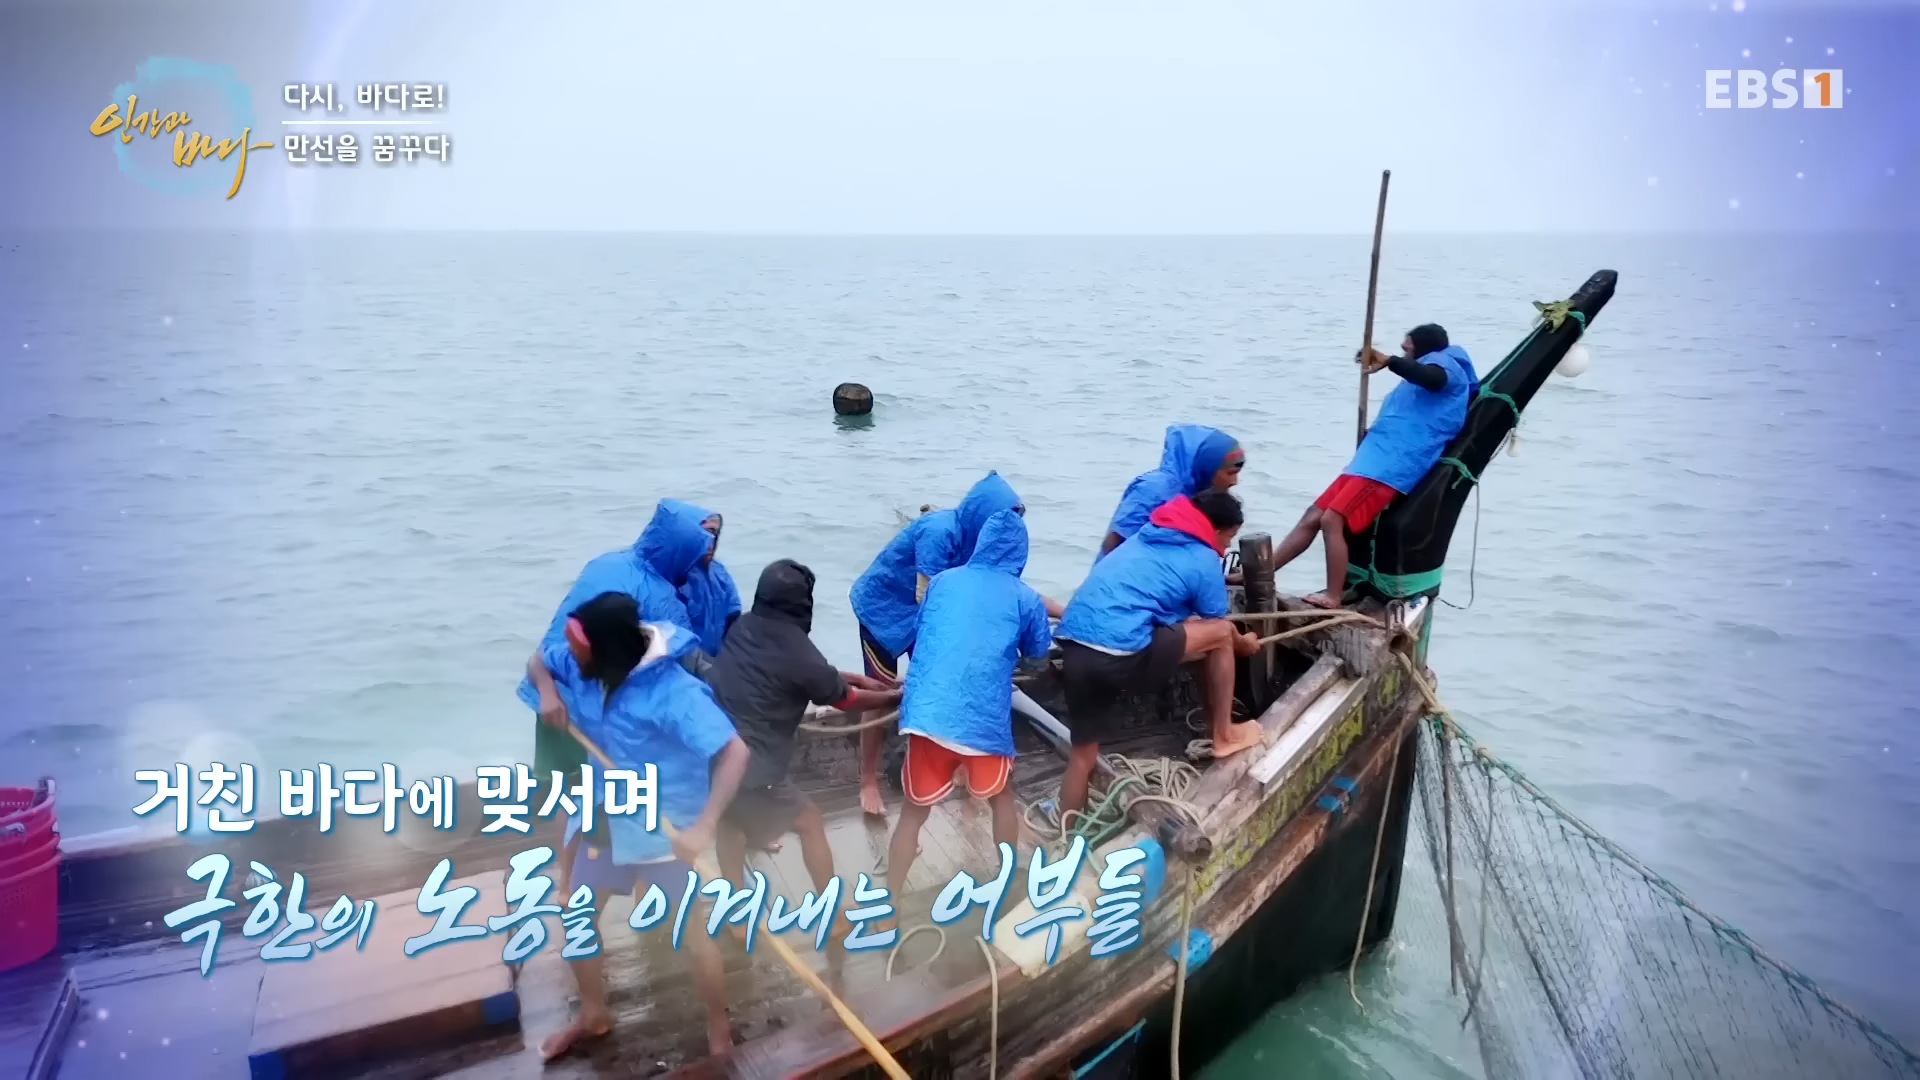 인간과
바다
다시, 바다로!
만선을 꿈꾸다
EBS1
거친 바다에 맞서며
극한의 노동을 이겨내는 어부들